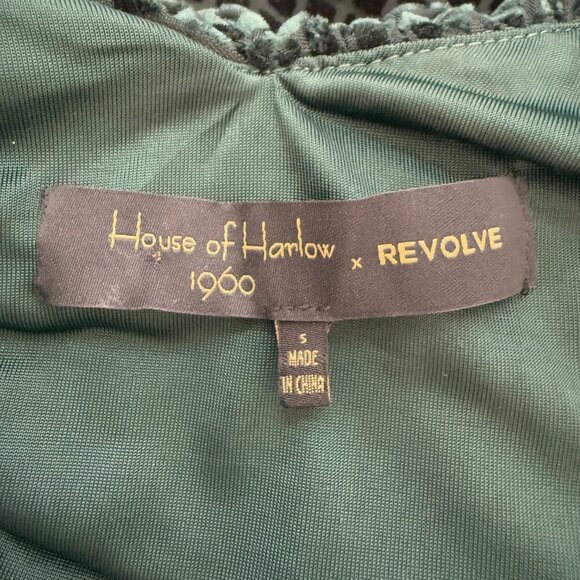 House of Harlow x REVOLVE
1960
S
MADE
IN CHINA